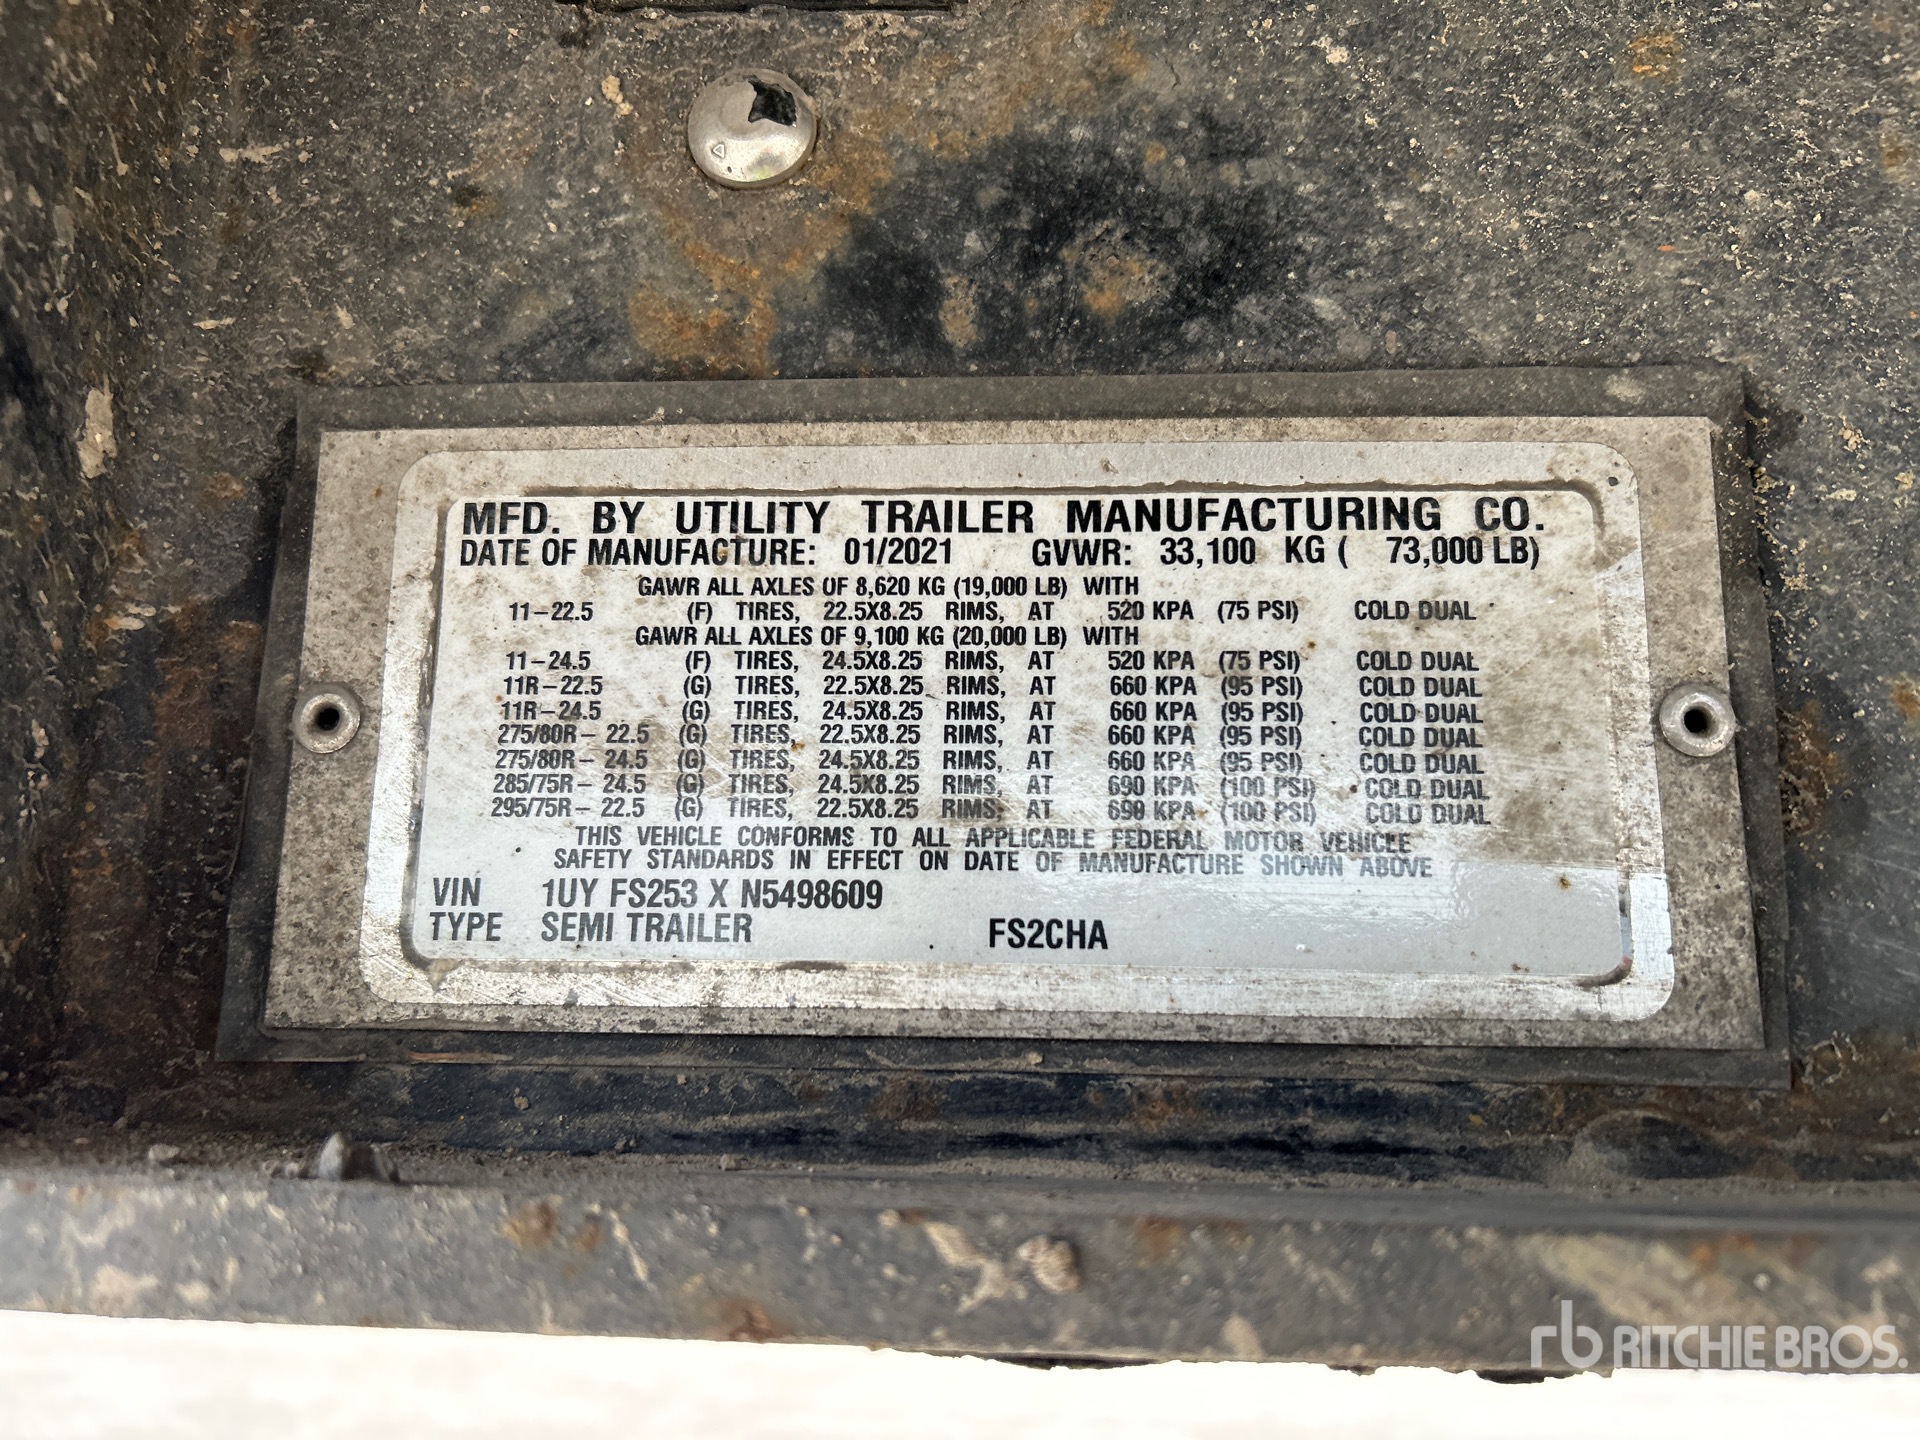 MFD. BY UTILITY TRAILER MANUFACTURING CO.
DATE OF MANUFACTURE: 01/2021 GVWR: 33,100 KG ( 73,000 LB)
GAWR ALL AXLES OF 8,620 KG (19,000 LB) WITH
11-22.5 (F) TIRES, 22.5X8.25 RIMS, AT 520 KPA (75 PSI) COLD DUAL
GAWR ALL AXLES OF 9,100 KG (20,000 LB) WITH
11-24.5 (F) TIRES, 24.5X8.25 RIMS, AT 520 KPA (75 PSI) COLD DUAL
11R-22.5 (G) TIRES, 22.5X8.25 RIMS, AT 660 KPA (95 PSI) COLD DUAL
11R-24.5 (G) TIRES, 24.5X8.25 RIMS, AT 660 KPA (95 PSI) COLD DUAL
275/80R-22.5 (G) TIRES, 22.5X8.25 RIMS, AT 660 KPA (95 PSI) COLD DUAL
275/80R-24.5 (G) TIRES, 24.5X8.25 RIMS, AT 660 KPA (95 PSI) COLD DUAL
285/75R-24.5 (G) TIRES, 24.5X8.25 RIMS, AT 690 KPA (100 PSI) COLD DUAL
295/75R-22.5 (G) TIRES, 22.5X8.25 RIMS, AT 690 KPA (100 PSI) COLD DUAL
THIS VEHICLE CONFORMS TO ALL APPLICABLE FEDERAL MOTOR VEHICLE
SAFETY STANDARDS IN EFFECT ON DATE OF MANUFACTURE SHOWN ABOVE
VIN 1UY FS253 X N5498609
TYPE SEMI TRAILER FS2CHA
rb RITCHIE BROS.